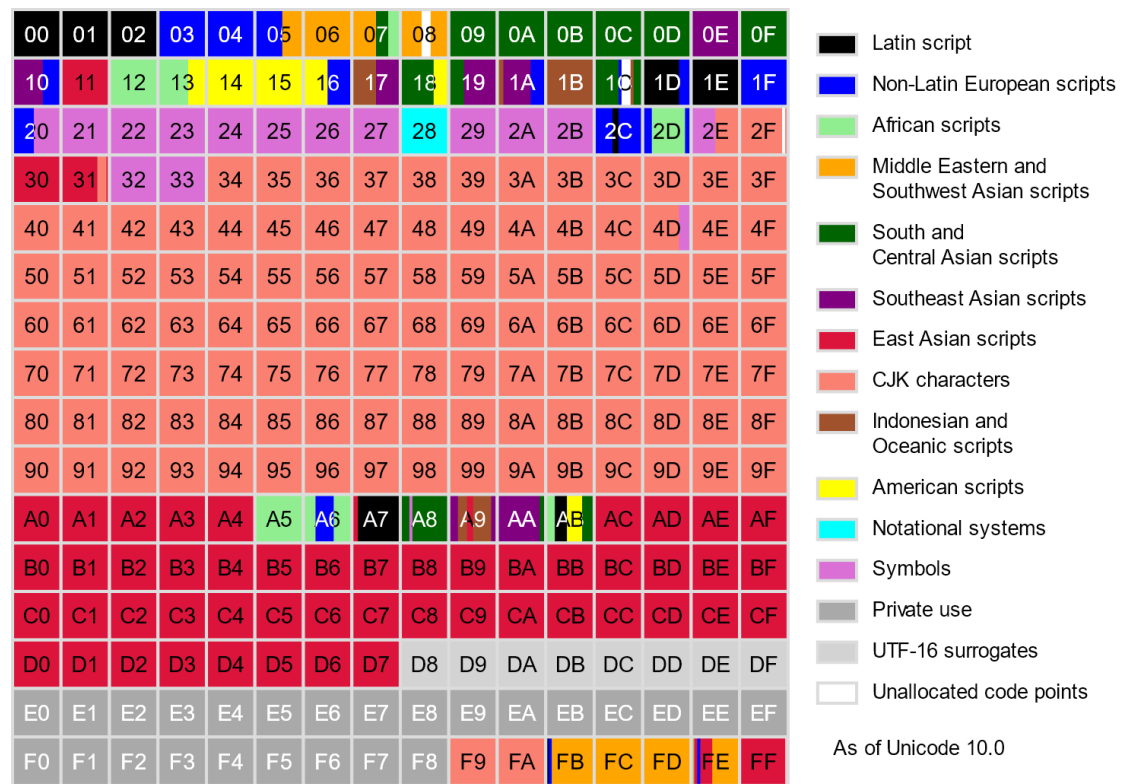 00 01 02 03 04 05 06 07 08 09 0A 0B 0C 0D 0E 0F
10 11 12 13 14 15 16 17 18 19 1A 1B 1C 1D 1E 1F
20 21 22 23 24 25 26 27 28 29 2A 2B 2C 2D 2E 2F
30 31 32 33 34 35 36 37 38 39 3A 3B 3C 3D 3E 3F
40 41 42 43 44 45 46 47 48 49 4A 4B 4C 4D 4E 4F
50 51 52 53 54 55 56 57 58 59 5A 5B 5C 5D 5E 5F
60 61 62 63 64 65 66 67 68 69 6A 6B 6C 6D 6E 6F
70 71 72 73 74 75 76 77 78 79 7A 7B 7C 7D 7E 7F
80 81 82 83 84 85 86 87 88 89 8A 8B 8C 8D 8E 8F
90 91 92 93 94 95 96 97 98 99 9A 9B 9C 9D 9E 9F
A0 A1 A2 A3 A4 A5 A6 A7 A8 A9 AA AB AC AD AE AF
B0 B1 B2 B3 B4 B5 B6 B7 B8 B9 BA BB BC BD BE BF
C0 C1 C2 C3 C4 C5 C6 C7 C8 C9 CA CB CC CD CE CF
D0 D1 D2 D3 D4 D5 D6 D7 D8 D9 DA DB DC DD DE DF
E0 E1 E2 E3 E4 E5 E6 E7 E8 E9 EA EB EC ED EE EF
F0 F1 F2 F3 F4 F5 F6 F7 F8 F9 FA FB FC FD FE FF
Latin script
Non-Latin European scripts
African scripts
Middle Eastern and
Southwest Asian scripts
South and
Central Asian scripts
Southeast Asian scripts
East Asian scripts
CJK characters
Indonesian and
Oceanic scripts
American scripts
Notational systems
Symbols
Private use
UTF-16 surrogates
Unallocated code points
As of Unicode 10.0